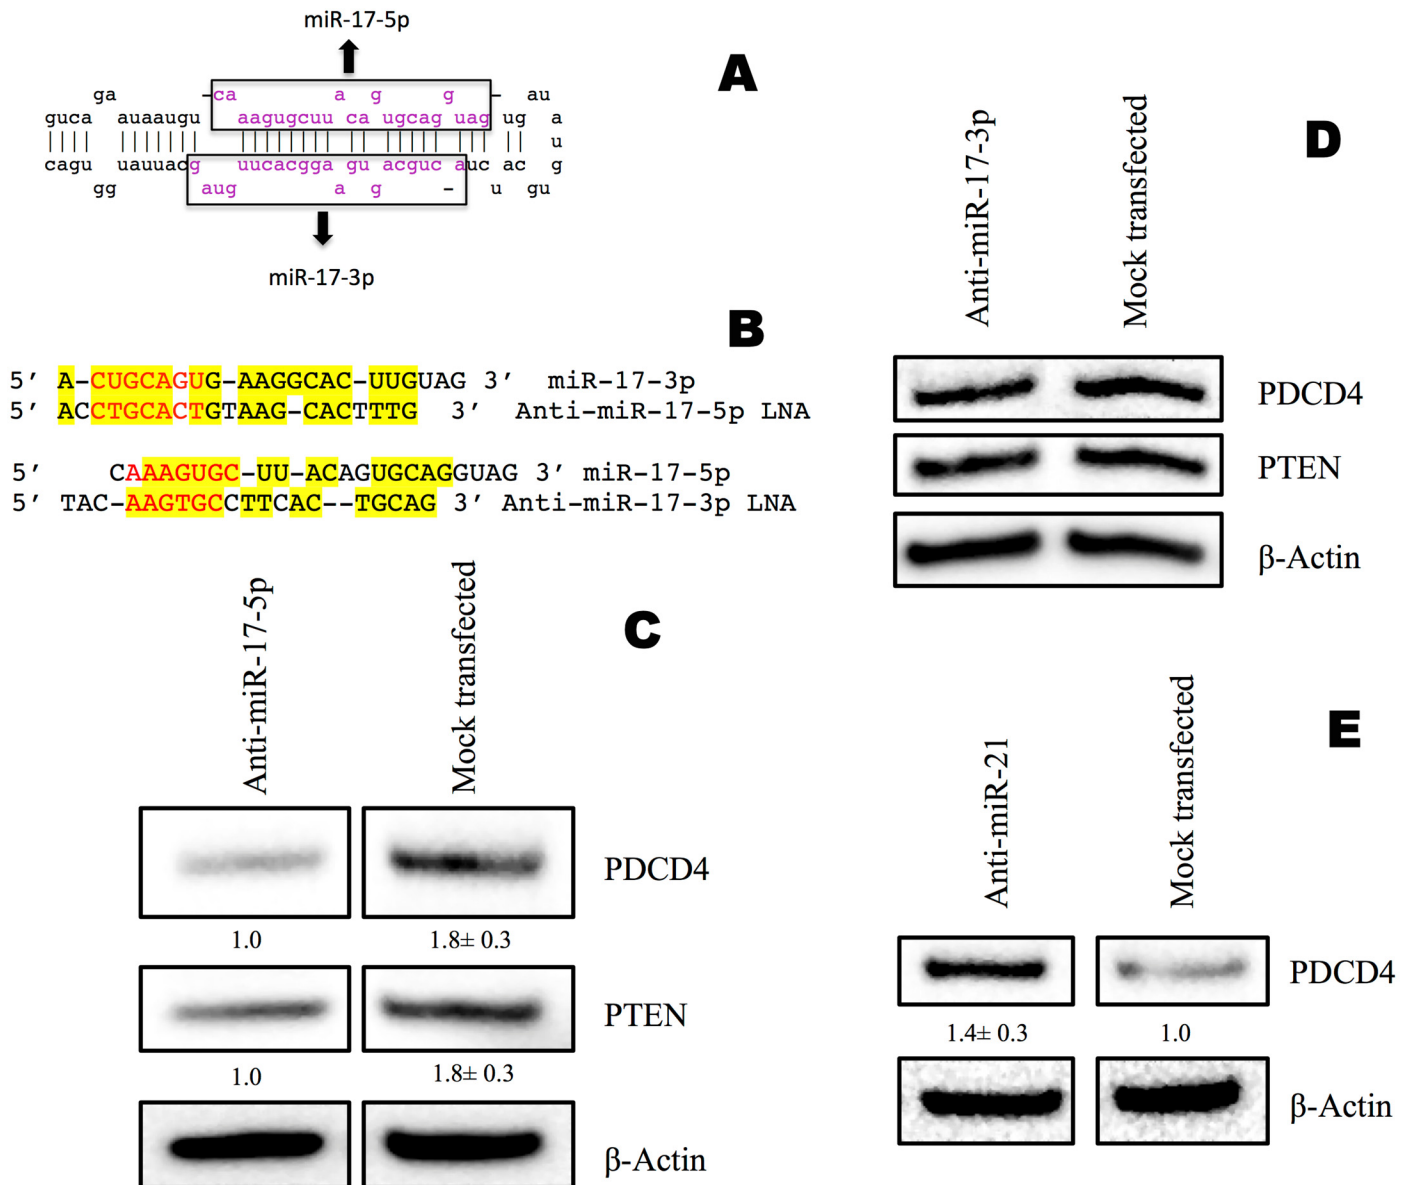 miR-17-5p
A
ga -ca a g g - au
guca auaaugu aagugcuu ca ugcag uag ug a
|||| ||||||| |||||||| || ||||| ||| || u
cagu uauuacg uucacgga gu acguc auc ac g
gg aug a g - u gu
miR-17-3p
B
5’ A-CUGCAGUG-AAGGCAC-UUGUAG 3’ miR-17-3p
5’ ACCTGCACTGTAAG-CACTTTG 3’ Anti-miR-17-5p LNA
5’ CAAAGUGC-UU-ACAGUGCAGGUAG 3’ miR-17-5p
5’ TAC-AAGTGCCTTCAC--TGCAG 3’ Anti-miR-17-3p LNA
C
Anti-miR-17-5p
Mock transfected
PDCD4
1.0 1.8± 0.3
PTEN
1.0 1.8± 0.3
β-Actin
D
Anti-miR-17-3p
Mock transfected
PDCD4
PTEN
β-Actin
E
Anti-miR-21
Mock transfected
PDCD4
1.4± 0.3 1.0
β-Actin